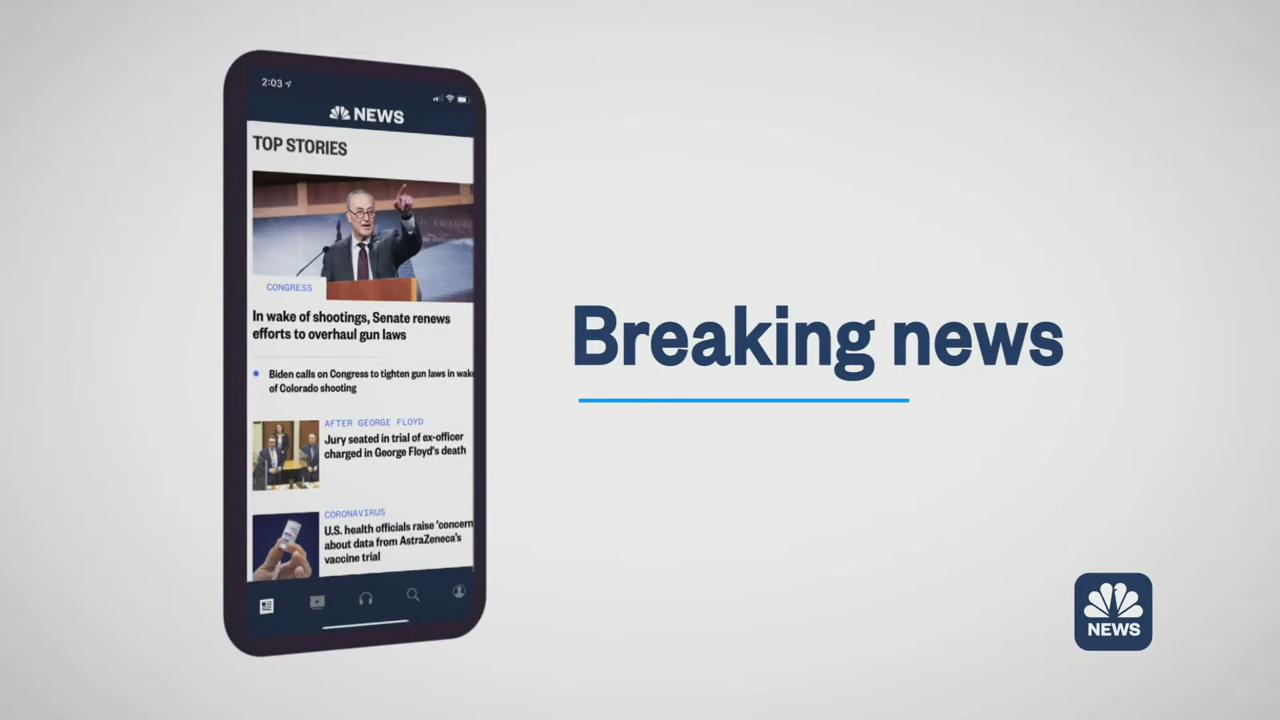 2:03
NEWS
TOP STORIES
CONGRESS
In wake of shootings, Senate renews
efforts to overhaul gun laws
Biden calls on Congress to tighten gun laws in wake
of Colorado shooting
AFTER GEORGE FLOYD
Jury seated in trial of ex-officer
charged in George Floyd's death
CORONAVIRUS
U.S. health officials raise 'concern
about data from AstraZeneca's
vaccine trial
Breaking news
NEWS